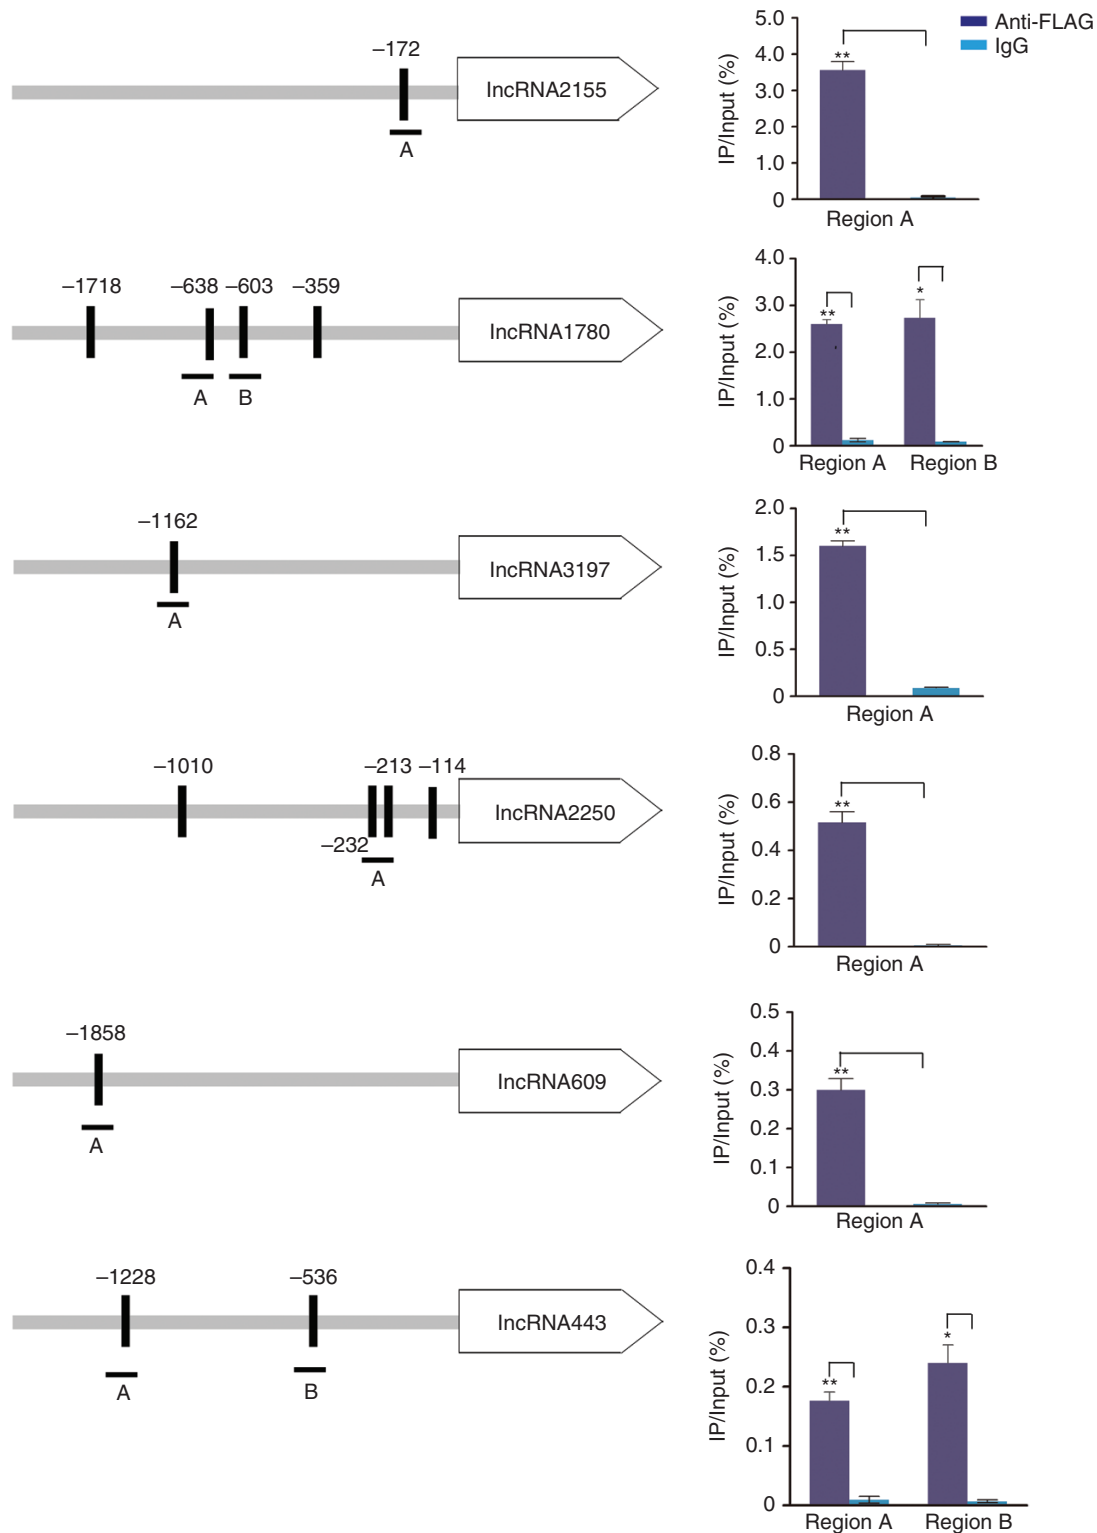 −172
lncRNA2155
A
5.0
4.0
3.0
2.0
1.0
0
IP/Input (%)
**
Region A
Anti-FLAG
IgG
−1718
−638
−603
−359
lncRNA1780
A
B
4.0
3.0
2.0
1.0
0
IP/Input (%)
**
*
Region A
Region B
−1162
lncRNA3197
A
2.0
1.5
1.0
0.5
0
IP/Input (%)
**
Region A
−1010
−213
−114
lncRNA2250
−232
A
0.8
0.6
0.4
0.2
0
IP/Input (%)
**
Region A
−1858
lncRNA609
A
0.5
0.4
0.3
0.2
0.1
0
IP/Input (%)
**
Region A
−1228
−536
lncRNA443
A
B
0.4
0.3
0.2
0.1
0
IP/Input (%)
**
*
Region A
Region B